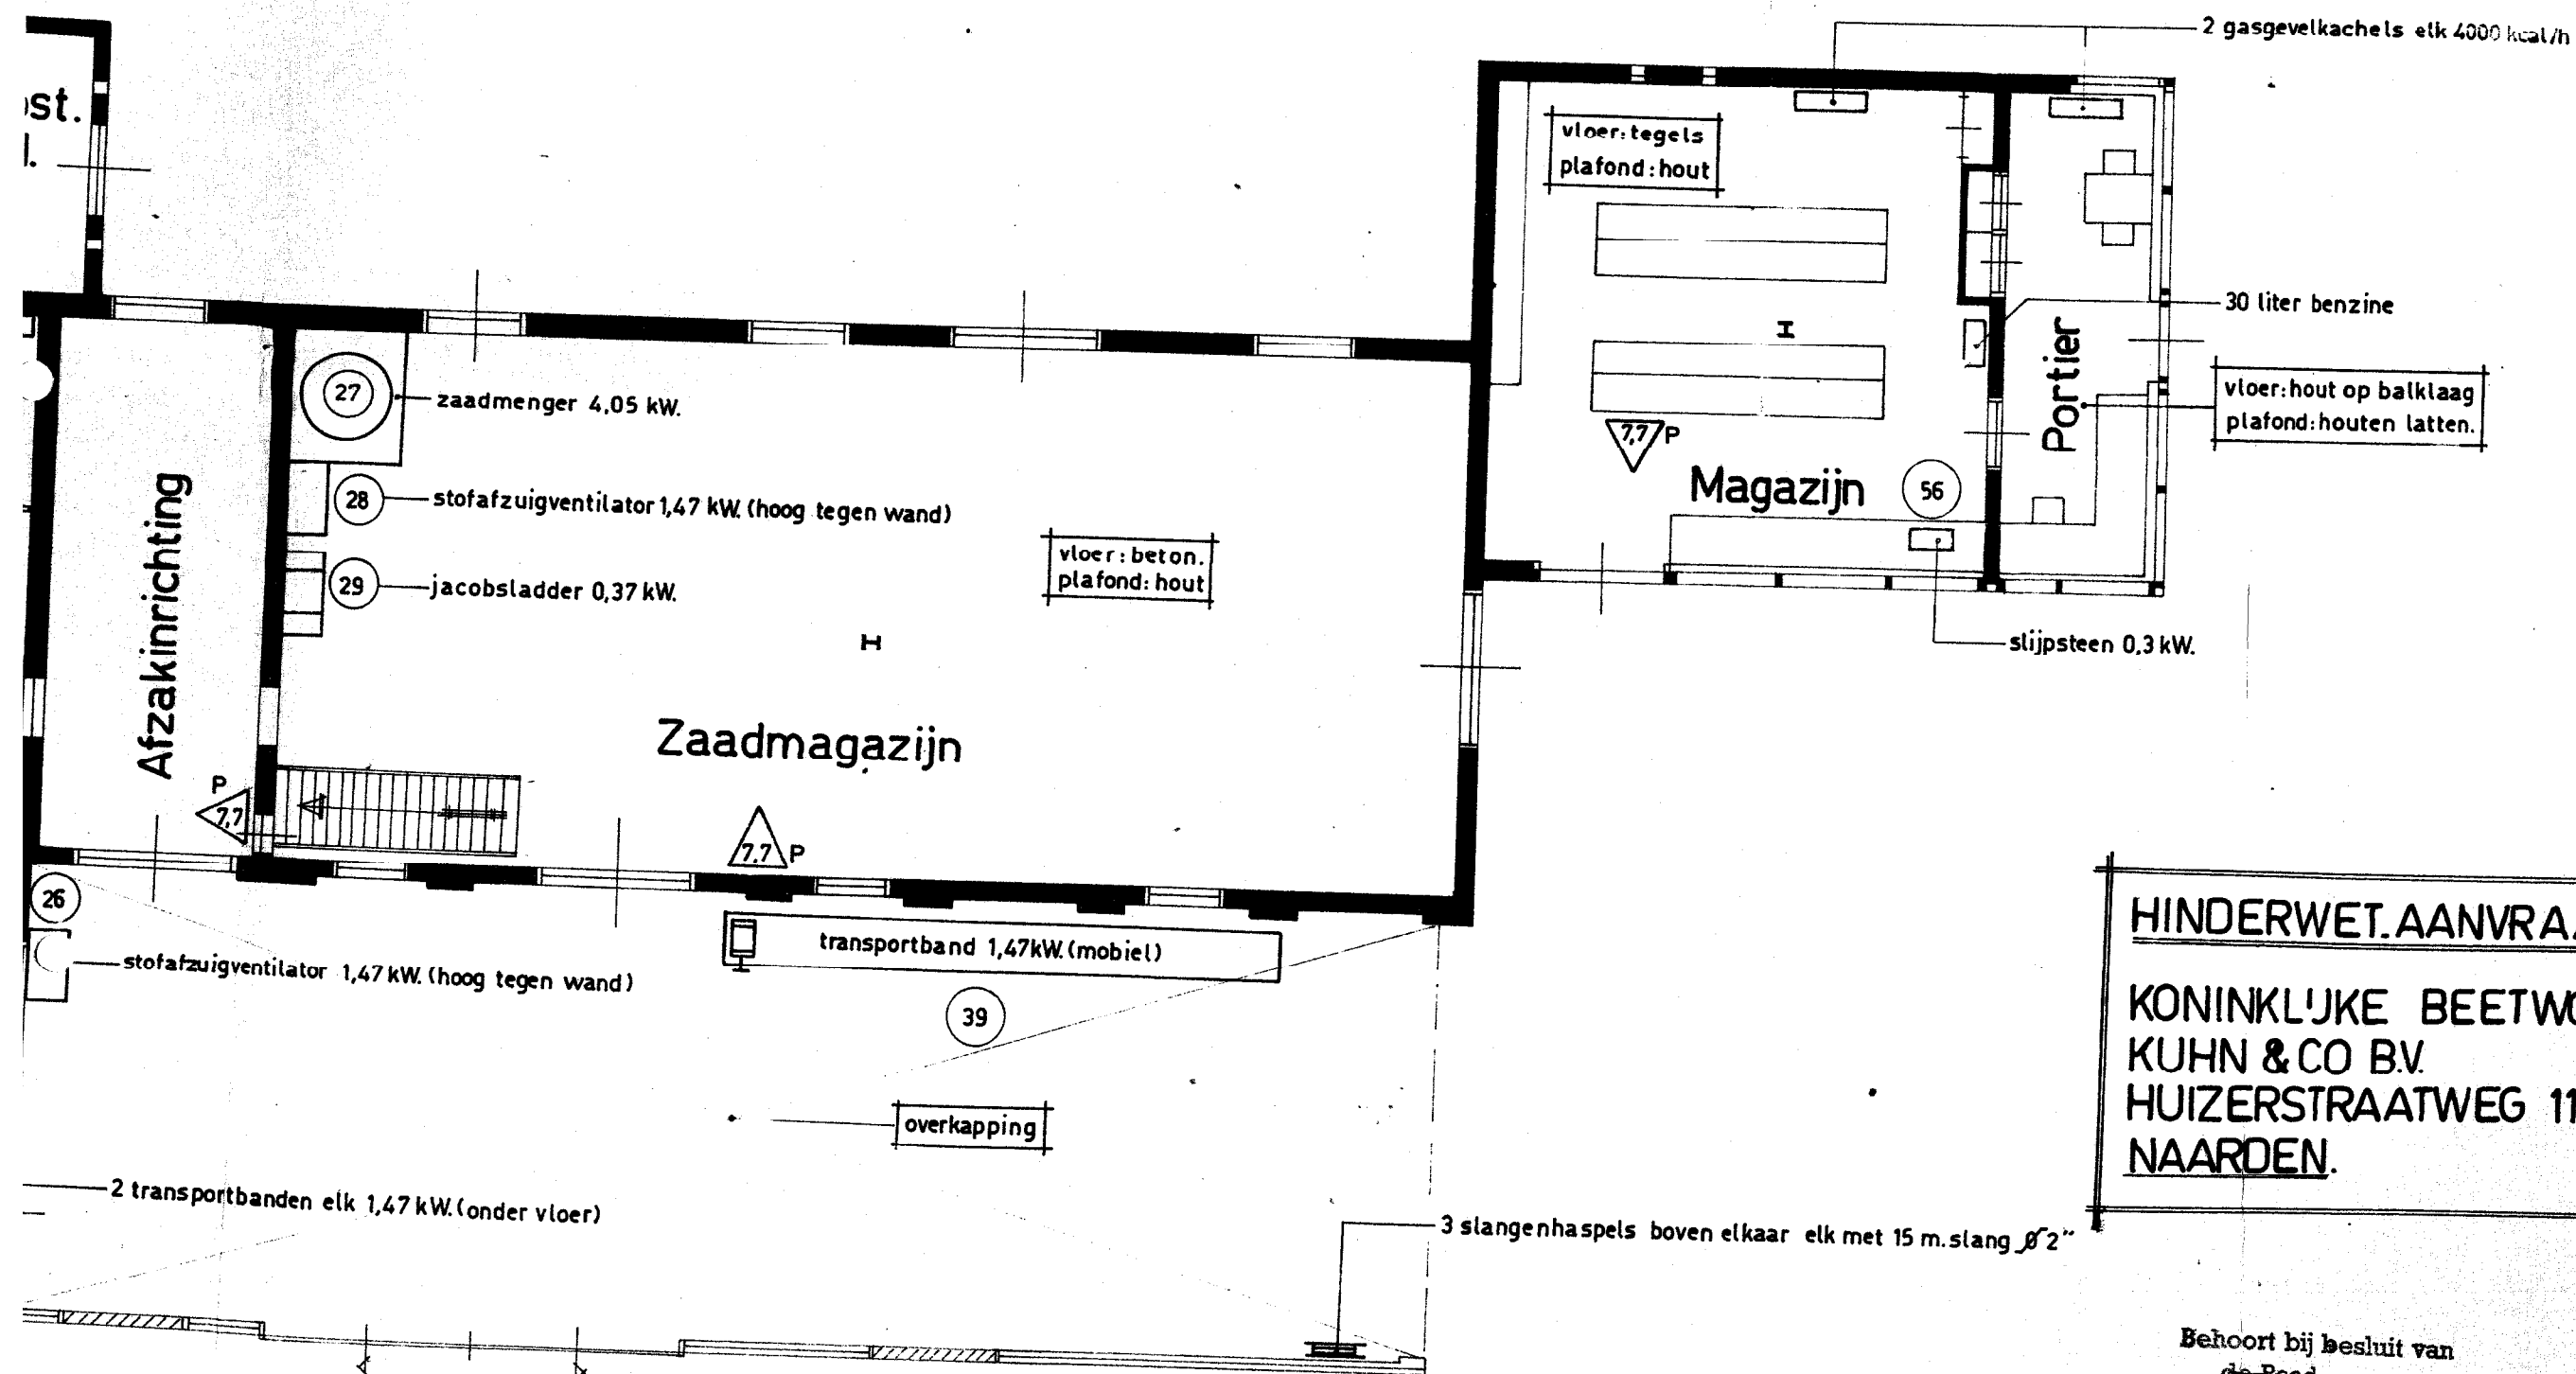 2 gasgevelkachels elk 4000 kcal/h
st.
l.
vloer: tegels
plafond: hout
30 liter benzine
Portier
vloer: hout op balklaag
plafond: houten latten.
27
zaadmenger 4,05 kW.
7,7 P
Magazijn
56
28
stofafzuigventilator 1,47 kW. (hoog tegen wand)
vloer: beton.
plafond: hout
29
jacobsladder 0,37 kW.
slijpsteen 0,3 kW.
Afzakinrichting
Zaadmagazijn
P
7,7
7.7 P
26
stofafzuigventilator 1,47 kW. (hoog tegen wand)
transportband 1,47kW. (mobiel)
39
overkapping
2 transportbanden elk 1,47 kW. (onder vloer)
3 slangenhaspels boven elkaar elk met 15 m. slang Ø 2"
HINDERWET. AANVRA
KONINKLIJKE BEETW
KUHN & CO B.V.
HUIZERSTRAATWEG 11
NAARDEN.
Behoort bij besluit van
de Raad